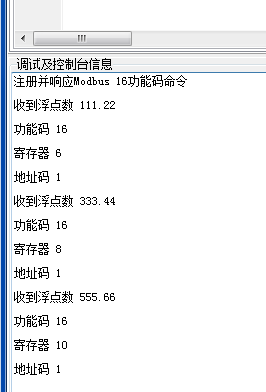 调试及控制台信息
注册并响应Modbus 16功能码命令
收到浮点数 111.22
功能码 16
寄存器 6
地址码 1
收到浮点数 333.44
功能码 16
寄存器 8
地址码 1
收到浮点数 555.66
功能码 16
寄存器 10
地址码 1